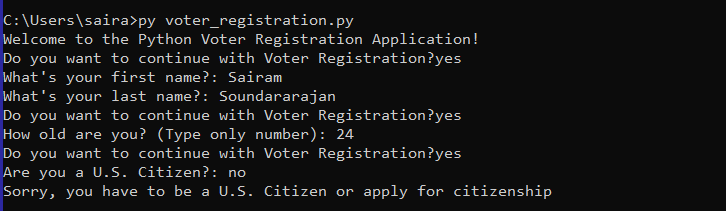 C:\Users\saira>py voter_registration.py
Welcome to the Python Voter Registration Application!
Do you want to continue with Voter Registration?yes
What's your first name?: Sairam
What's your last name?: Soundararajan
Do you want to continue with Voter Registration?yes
How old are you? (Type only number): 24
Do you want to continue with Voter Registration?yes
Are you a U.S. Citizen?: no
Sorry, you have to be a U.S. Citizen or apply for citizenship